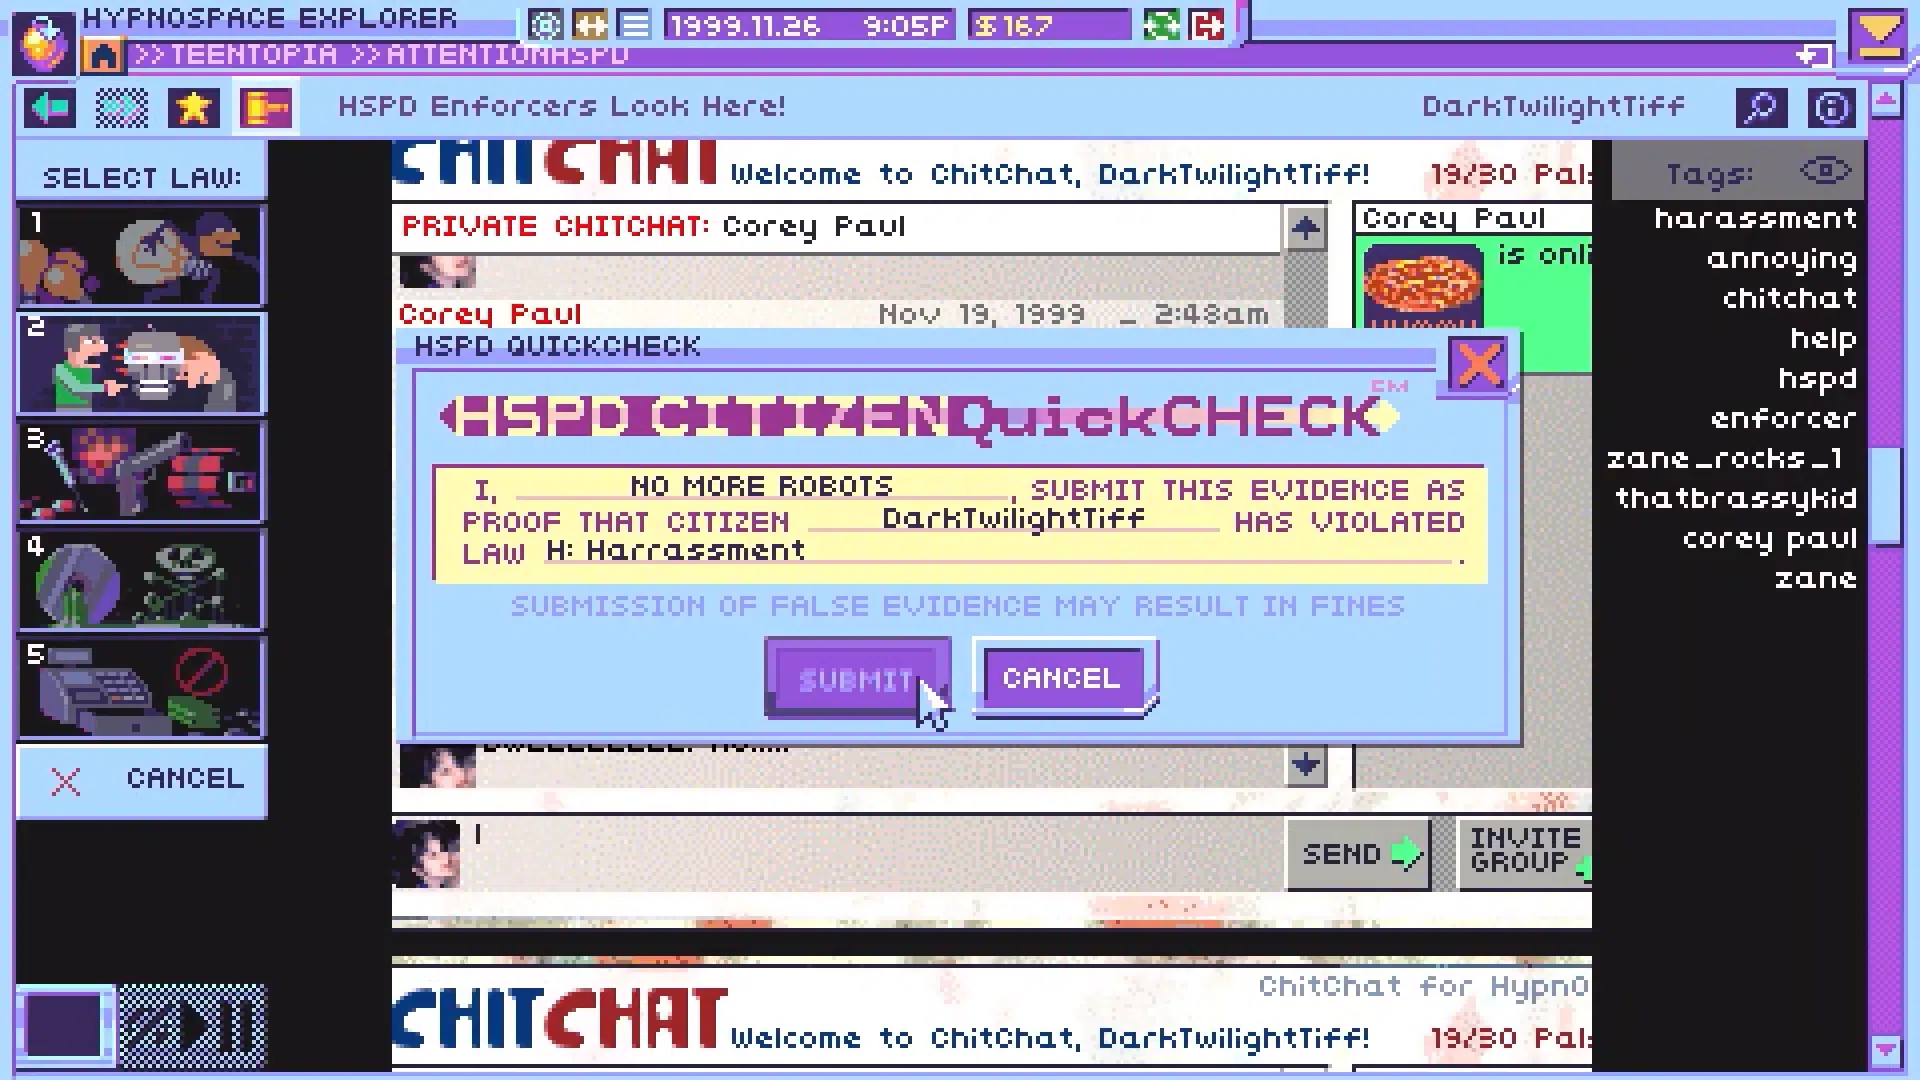 HYPNOSPACE EXPLORER
1999.11.26 9:05P
$167
>>TEENTOPIA >>ATTENTIONHSPD
HSPD Enforcers Look Here!
DarkTwilightTiff
SELECT LAW:
1
2
3
4
5
X CANCEL
CHITCHAT
Welcome to ChitChat, DarkTwilightTiff!
19/30 Pals
PRIVATE CHITCHAT: Corey Paul
Corey Paul
is onli
Corey Paul
Nov 19, 1999 _ 2:48am
HSPD QUICKCHECK
HSPD CITIZEN QuickCHECK
I, NO MORE ROBOTS, SUBMIT THIS EVIDENCE AS
PROOF THAT CITIZEN DarkTwilightTiff HAS VIOLATED
LAW H: Harrassment.
SUBMISSION OF FALSE EVIDENCE MAY RESULT IN FINES
SUBMIT
CANCEL
SEND
INVITE
GROUP
ChitChat for Hypno
CHITCHAT
Welcome to ChitChat, DarkTwilightTiff!
19/30 Pals
Tags:
harassment
annoying
chitchat
help
hspd
enforcer
zane_rocks_1
thatbrassykid
corey paul
zane